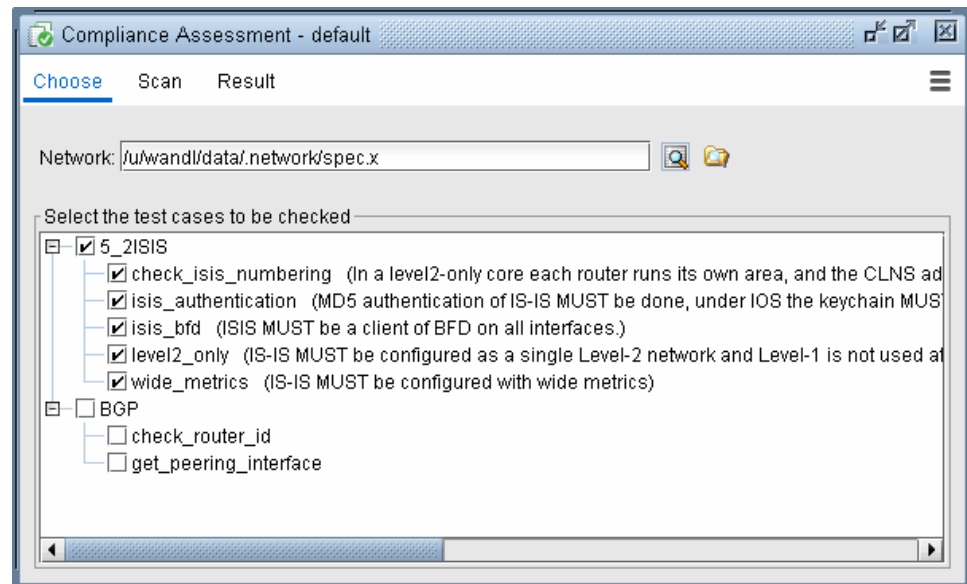 Compliance Assessment - default
Choose Scan Result
Network: /u/wandl/data/.network/spec.x
Select the test cases to be checked
5_2ISIS
check_isis_numbering (In a level2-only core each router runs its own area, and the CLNS ad
isis_authentication (MD5 authentication of IS-IS MUST be done, under IOS the keychain MUS
isis_bfd (ISIS MUST be a client of BFD on all interfaces.)
level2_only (IS-IS MUST be configured as a single Level-2 network and Level-1 is not used at
wide_metrics (IS-IS MUST be configured with wide metrics)
BGP
check_router_id
get_peering_interface